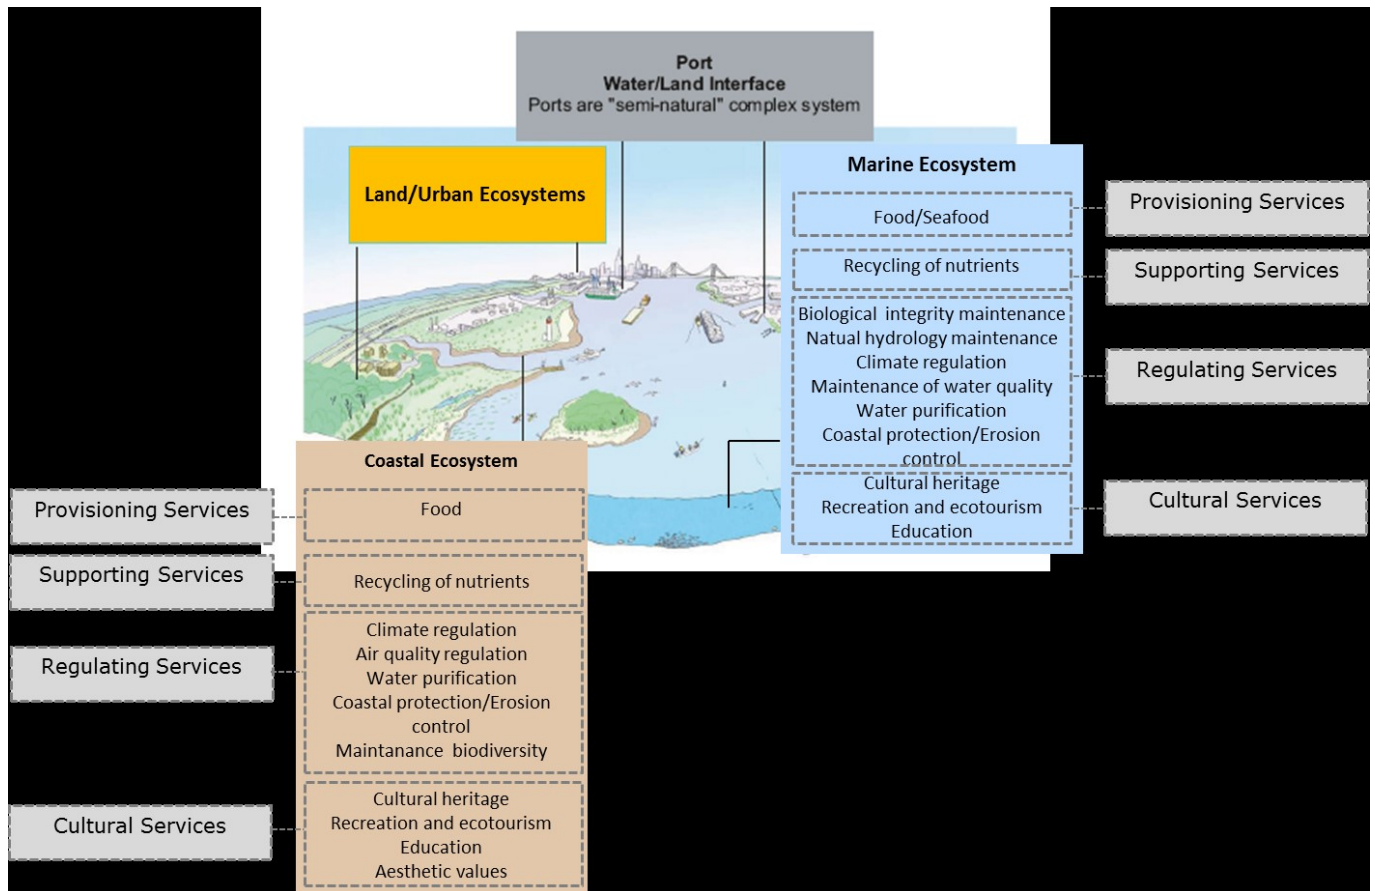 Port
Water/Land Interface
Ports are "semi-natural" complex system
Land/Urban Ecosystems
Marine Ecosystem
Food/Seafood
Provisioning Services
Recycling of nutrients
Supporting Services
Biological integrity maintenance
Natual hydrology maintenance
Climate regulation
Maintenance of water quality
Water purification
Coastal protection/Erosion
control
Regulating Services
Cultural heritage
Recreation and ecotourism
Education
Cultural Services
Coastal Ecosystem
Provisioning Services
Food
Supporting Services
Recycling of nutrients
Regulating Services
Climate regulation
Air quality regulation
Water purification
Coastal protection/Erosion
control
Maintanance biodiversity
Cultural Services
Cultural heritage
Recreation and ecotourism
Education
Aesthetic values